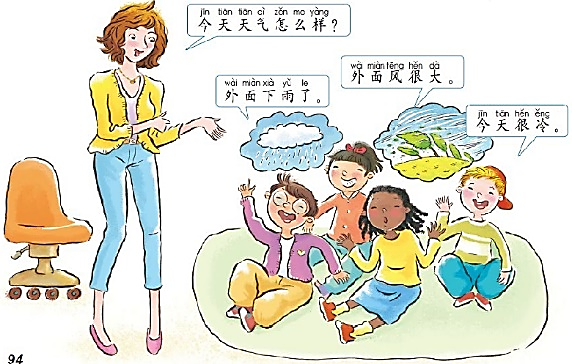 jīn tiān tiān qì zěn me yàng
今天天气怎么样？
wài miàn xià yǔ le
外面下雨了。
wài miàn fēng hěn dà
外面风很大。
jīn tiān hěn lěng
今天很冷。
94